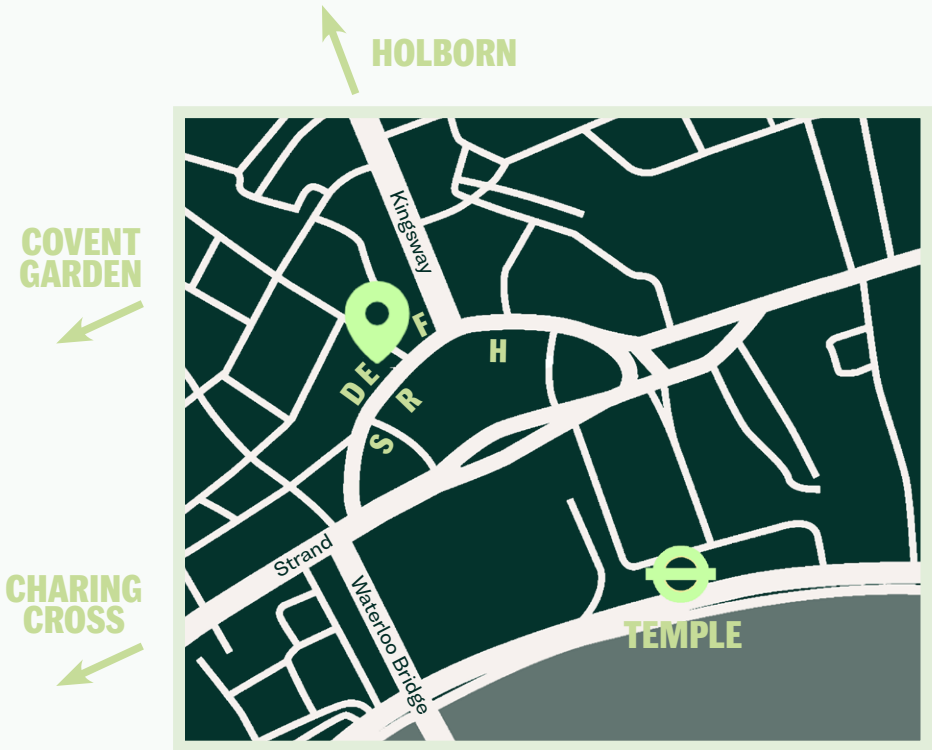 HOLBORN
Kingsway
COVENT
GARDEN
F
H
D E
R
S
Strand
CHARING
CROSS
Waterloo Bridge
TEMPLE